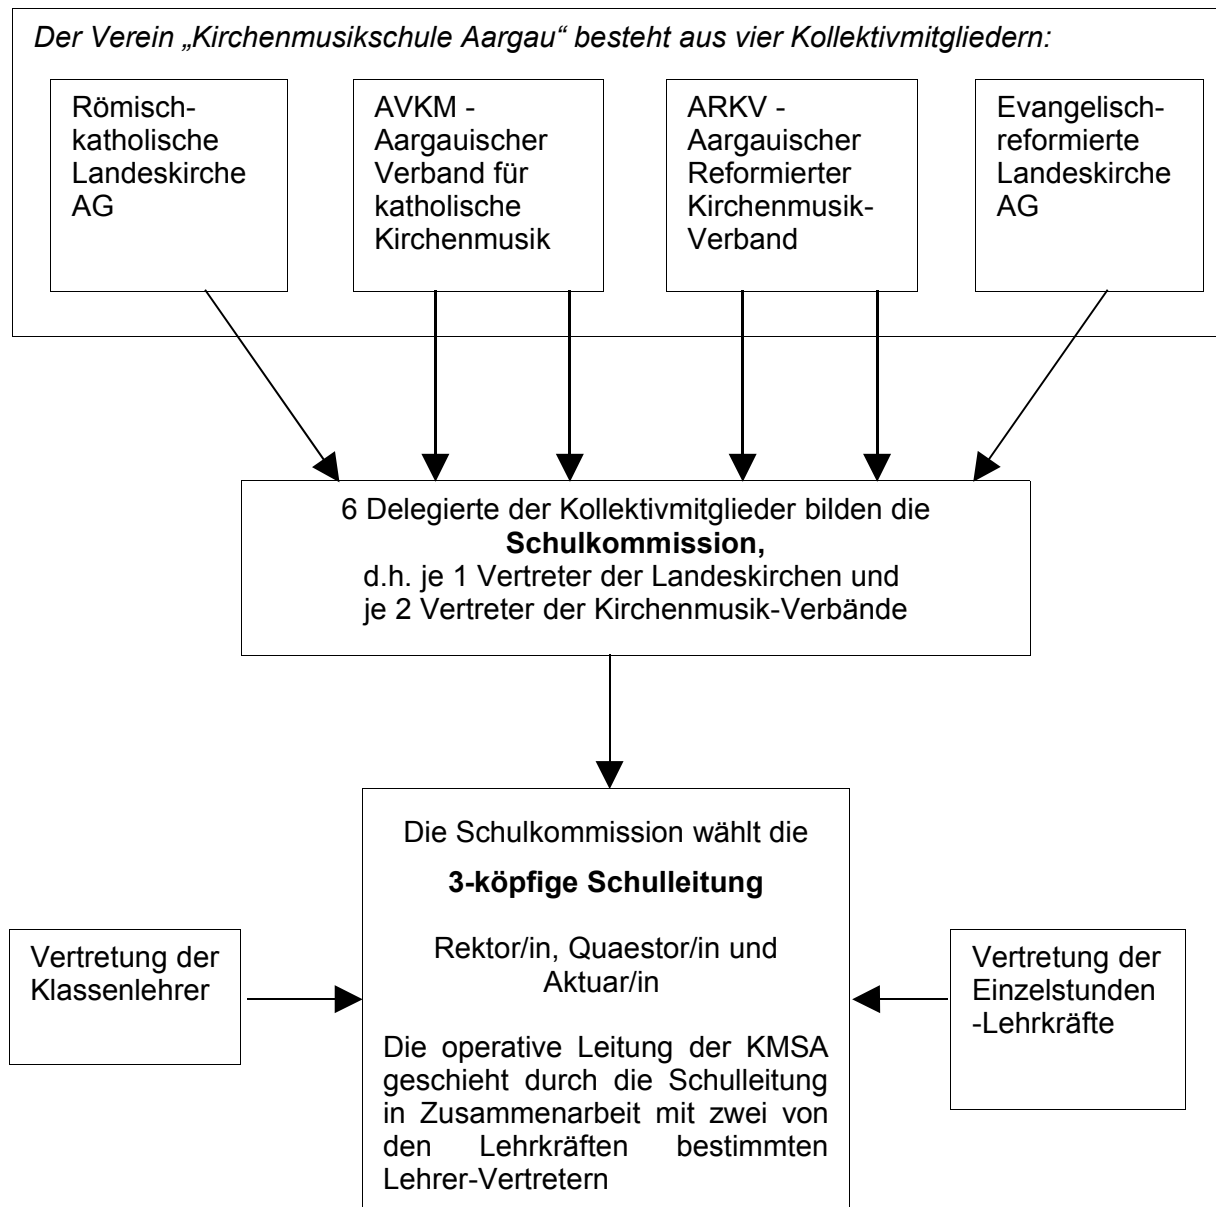 Der Verein „Kirchenmusikschule Aargau“ besteht aus vier Kollektivmitgliedern:
Römisch-
katholische
Landeskirche
AG
AVKM -
Aargauischer
Verband für
katholische
Kirchenmusik
ARKV -
Aargauischer
Reformierter
Kirchenmusik-
Verband
Evangelisch-
reformierte
Landeskirche
AG
6 Delegierte der Kollektivmitglieder bilden die
Schulkommission,
d.h. je 1 Vertreter der Landeskirchen und
je 2 Vertreter der Kirchenmusik-Verbände
Die Schulkommission wählt die
3-köpfige Schulleitung
Rektor/in, Quaestor/in und
Aktuar/in
Die operative Leitung der KMSA
geschieht durch die Schulleitung
in Zusammenarbeit mit zwei von
den Lehrkräften bestimmten
Lehrer-Vertretern
Vertretung der
Klassenlehrer
Vertretung der
Einzelstunden
-Lehrkräfte